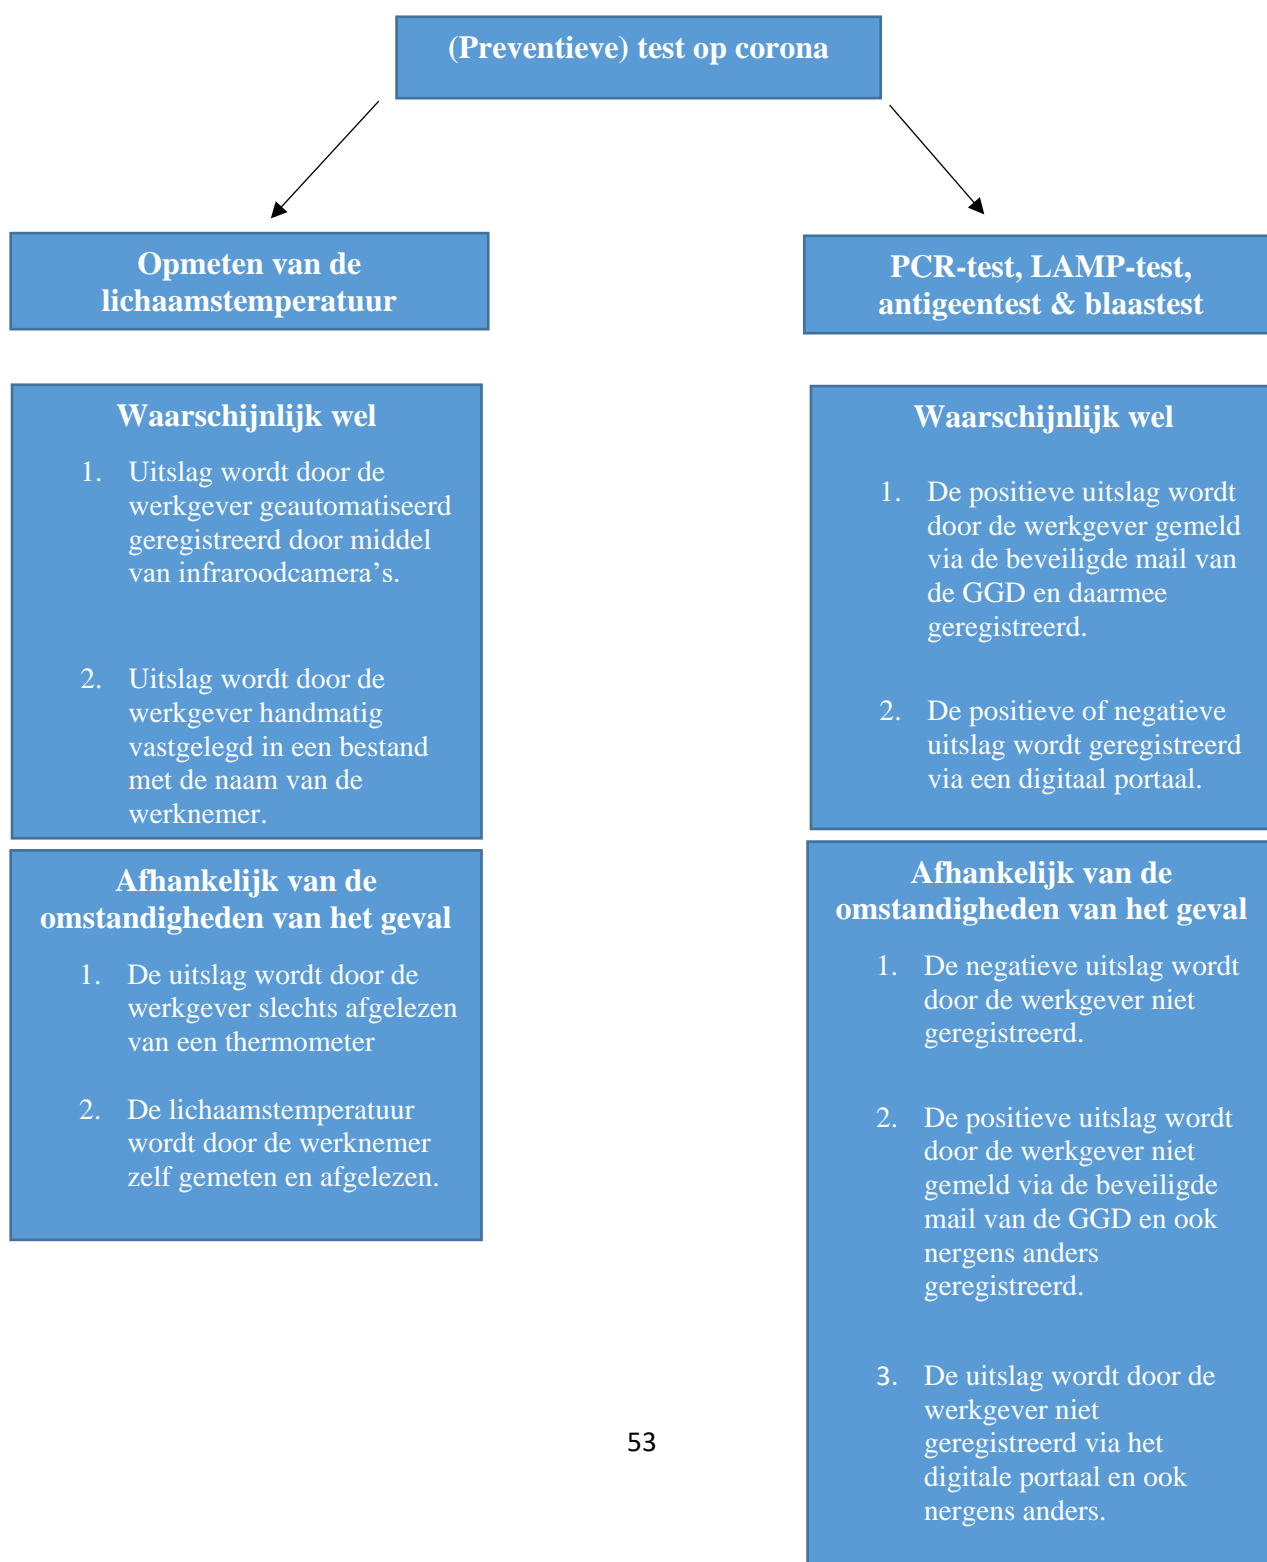 (Preventieve) test op corona
Opmeten van de
lichaamstemperatuur
Waarschijnlijk wel
1. Uitslag wordt door de
werkgever geautomatiseerd
geregistreerd door middel
van infraroodcamera’s.
2. Uitslag wordt door de
werkgever handmatig
vastgelegd in een bestand
met de naam van de
werknemer.
Afhankelijk van de
omstandigheden van het geval
1. De uitslag wordt door de
werkgever slechts afgelezen
van een thermometer
2. De lichaamstemperatuur
wordt door de werknemer
zelf gemeten en afgelezen.
PCR-test, LAMP-test,
antigeentest & blaastest
Waarschijnlijk wel
1. De positieve uitslag wordt
door de werkgever gemeld
via de beveiligde mail van
de GGD en daarmee
geregistreerd.
2. De positieve of negatieve
uitslag wordt geregistreerd
via een digitaal portaal.
Afhankelijk van de
omstandigheden van het geval
1. De negatieve uitslag wordt
door de werkgever niet
geregistreerd.
2. De positieve uitslag wordt
door de werkgever niet
gemeld via de beveiligde
mail van de GGD en ook
nergens anders
geregistreerd.
3. De uitslag wordt door de
werkgever niet
geregistreerd via het
digitale portaal en ook
nergens anders.
53